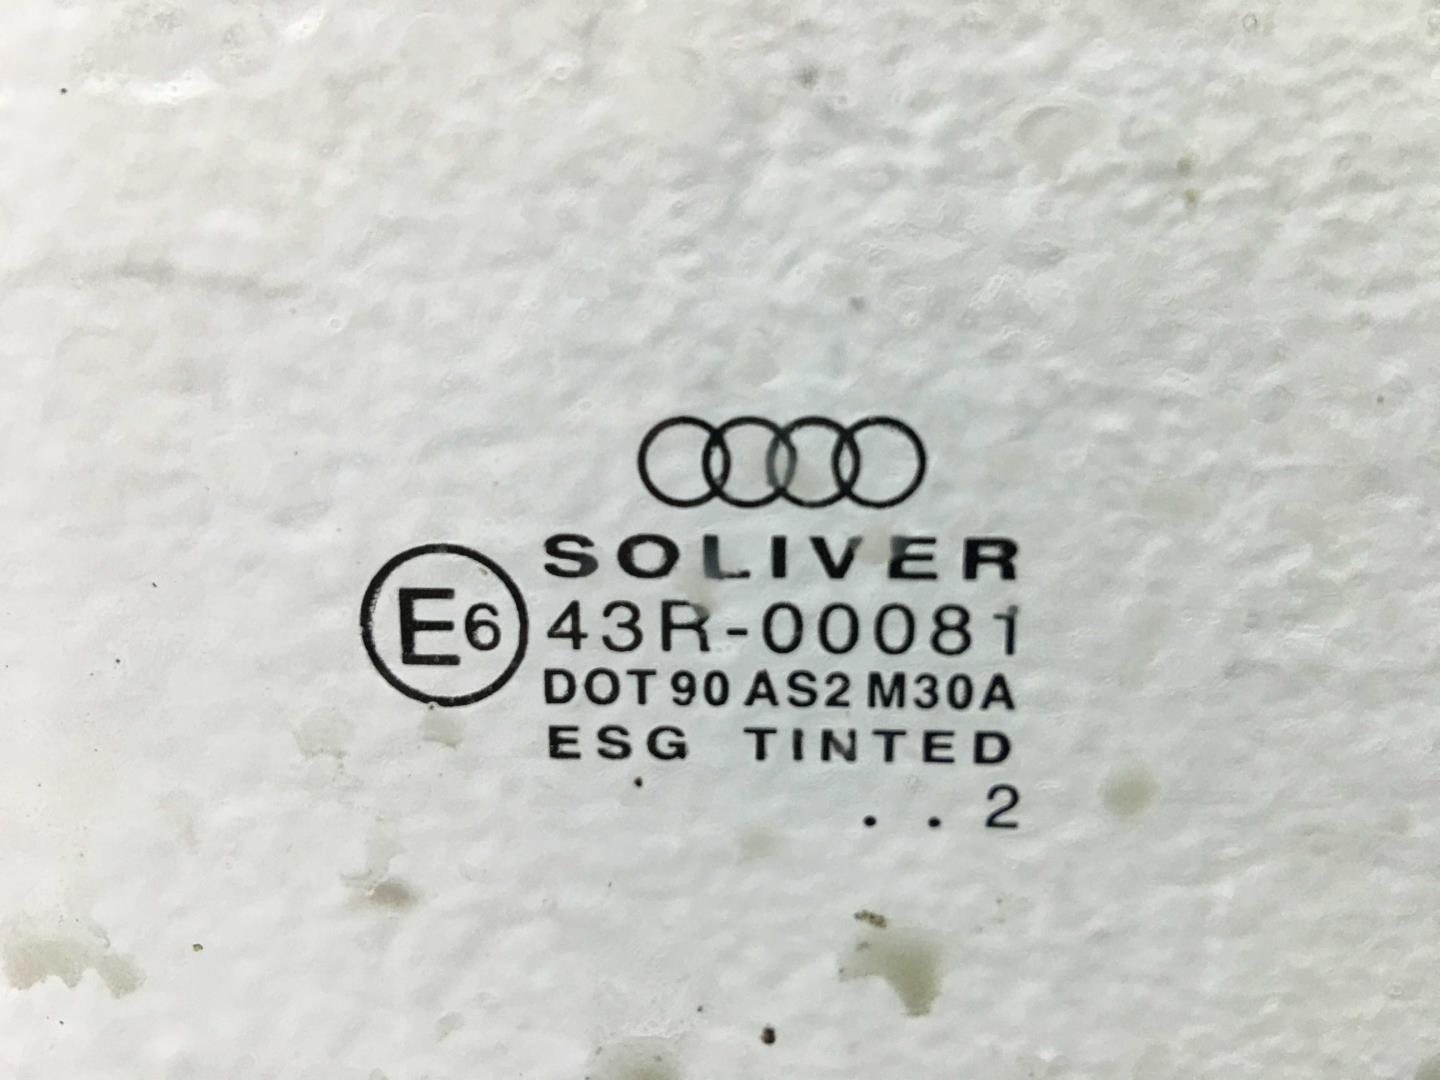 SOLIVER
E6 43R-00081
DOT 90 AS2 M30A
ESG TINTED
. . 2